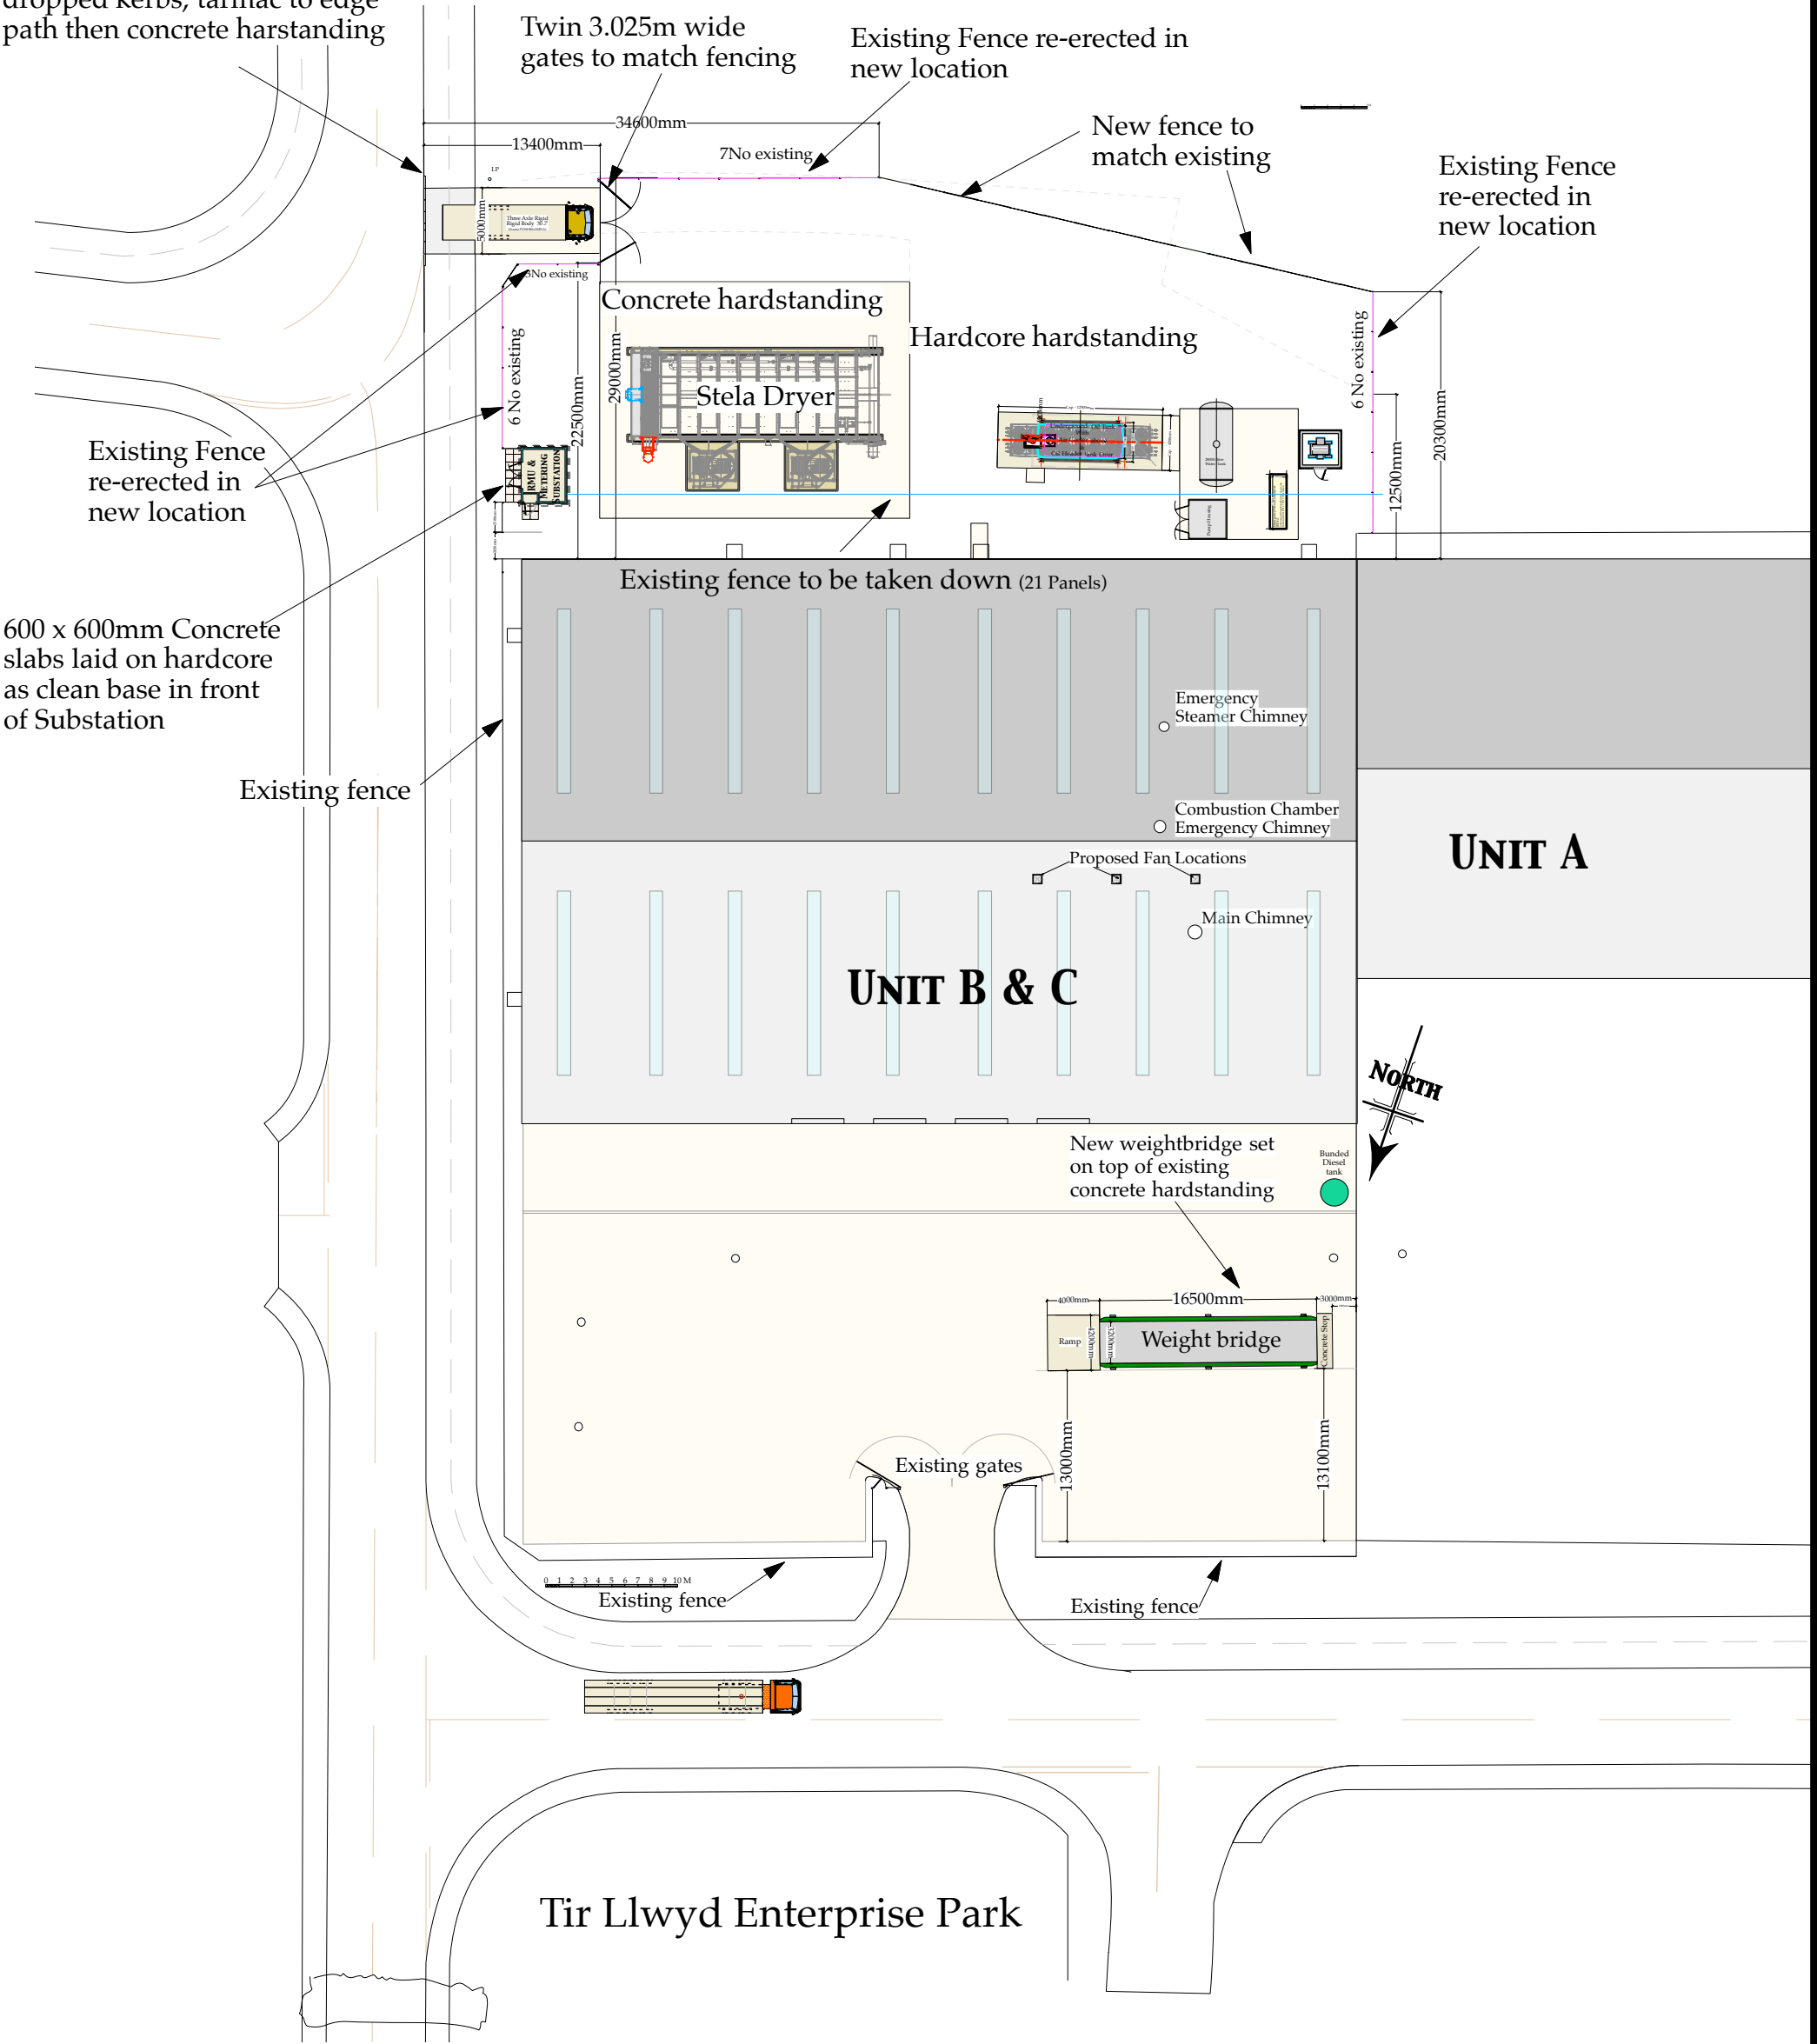 dropped kerbs, tarmac to edge
path then concrete harstanding
Twin 3.025m wide
gates to match fencing
Existing Fence re-erected in
new location
34600mm
13400mm
7No existing
New fence to
match existing
Existing Fence
re-erected in
new location
LP
5000mm
Three Axle Rigid
3No existing
6 No existing
22500mm
29000mm
Concrete hardstanding
Hardcore hardstanding
Stela Dryer
6 No existing
12500mm
20300mm
Existing Fence
re-erected in
new location
RMU &
METERING
SUBSTATION
Existing fence to be taken down (21 Panels)
600 x 600mm Concrete
slabs laid on hardcore
as clean base in front
of Substation
Existing fence
Emergency
Steamer Chimney
Combustion Chamber
Emergency Chimney
Proposed Fan Locations
Main Chimney
UNIT A
UNIT B & C
NORTH
New weightbridge set
on top of existing
concrete hardstanding
Bunded
Diesel
tank
4000mm
16500mm
3000mm
Ramp
4200mm
3200mm
Weight bridge
Concrete Stop
13000mm
13100mm
Existing gates
0 1 2 3 4 5 6 7 8 9 10 M
Existing fence
Existing fence
Tir Llwyd Enterprise Park